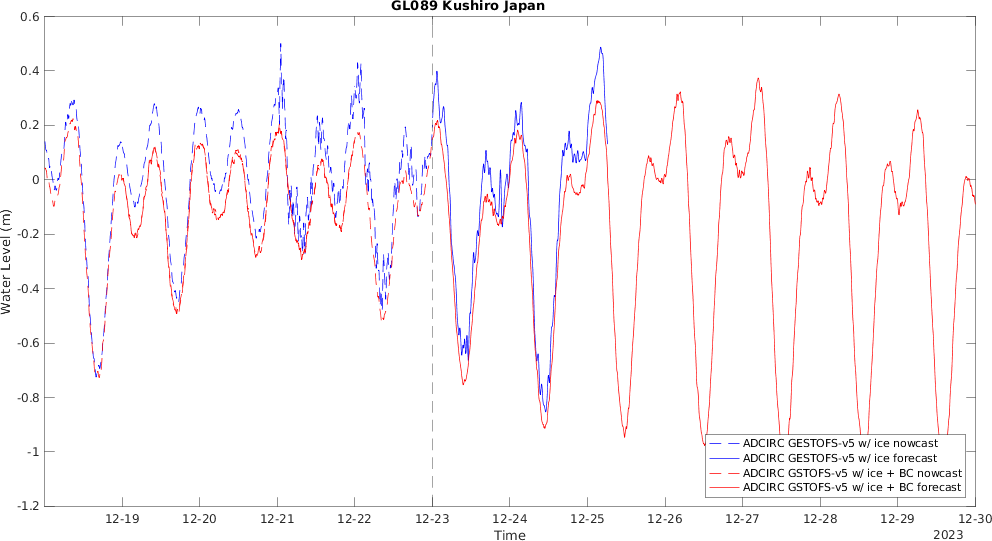 GL089 Kushiro Japan
0.6
0.4
0.2
0
-0.2
-0.4
-0.6
-0.8
-1
-1.2
Water Level (m)
ADCIRC GESTOFS-v5 w/ ice nowcast
ADCIRC GESTOFS-v5 w/ ice forecast
ADCIRC GSTOFS-v5 w/ ice + BC nowcast
ADCIRC GSTOFS-v5 w/ ice + BC forecast
12-19 12-20 12-21 12-22 12-23 12-24 12-25 12-26 12-27 12-28 12-29 12-30
Time
2023